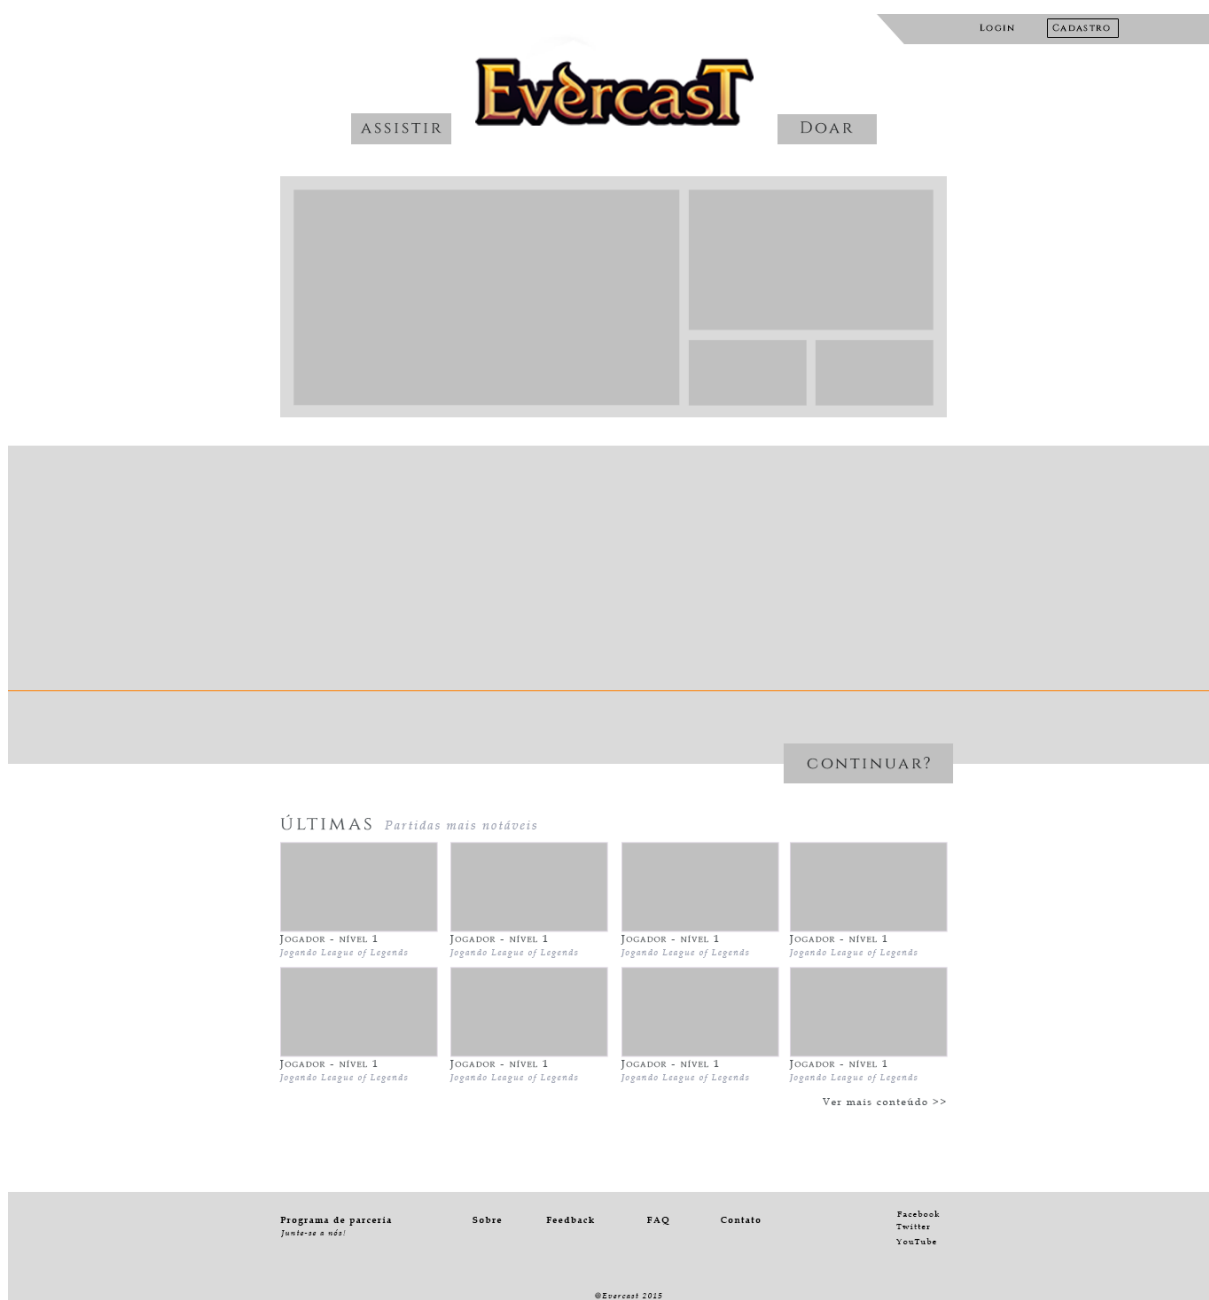 Login Cadastro
Evercast
assistir Doar
continuar?
Últimas Partidas mais notáveis
Jogador - nível 1 Jogador - nível 1 Jogador - nível 1 Jogador - nível 1
Jogando League of Legends Jogando League of Legends Jogando League of Legends Jogando League of Legends
Jogador - nível 1 Jogador - nível 1 Jogador - nível 1 Jogador - nível 1
Jogando League of Legends Jogando League of Legends Jogando League of Legends Jogando League of Legends
Ver mais conteúdo >>
Programa de parceria Sobre Feedback FAQ Contato
Junte-se a nós!
Facebook
Twitter
YouTube
@Evercast 2015